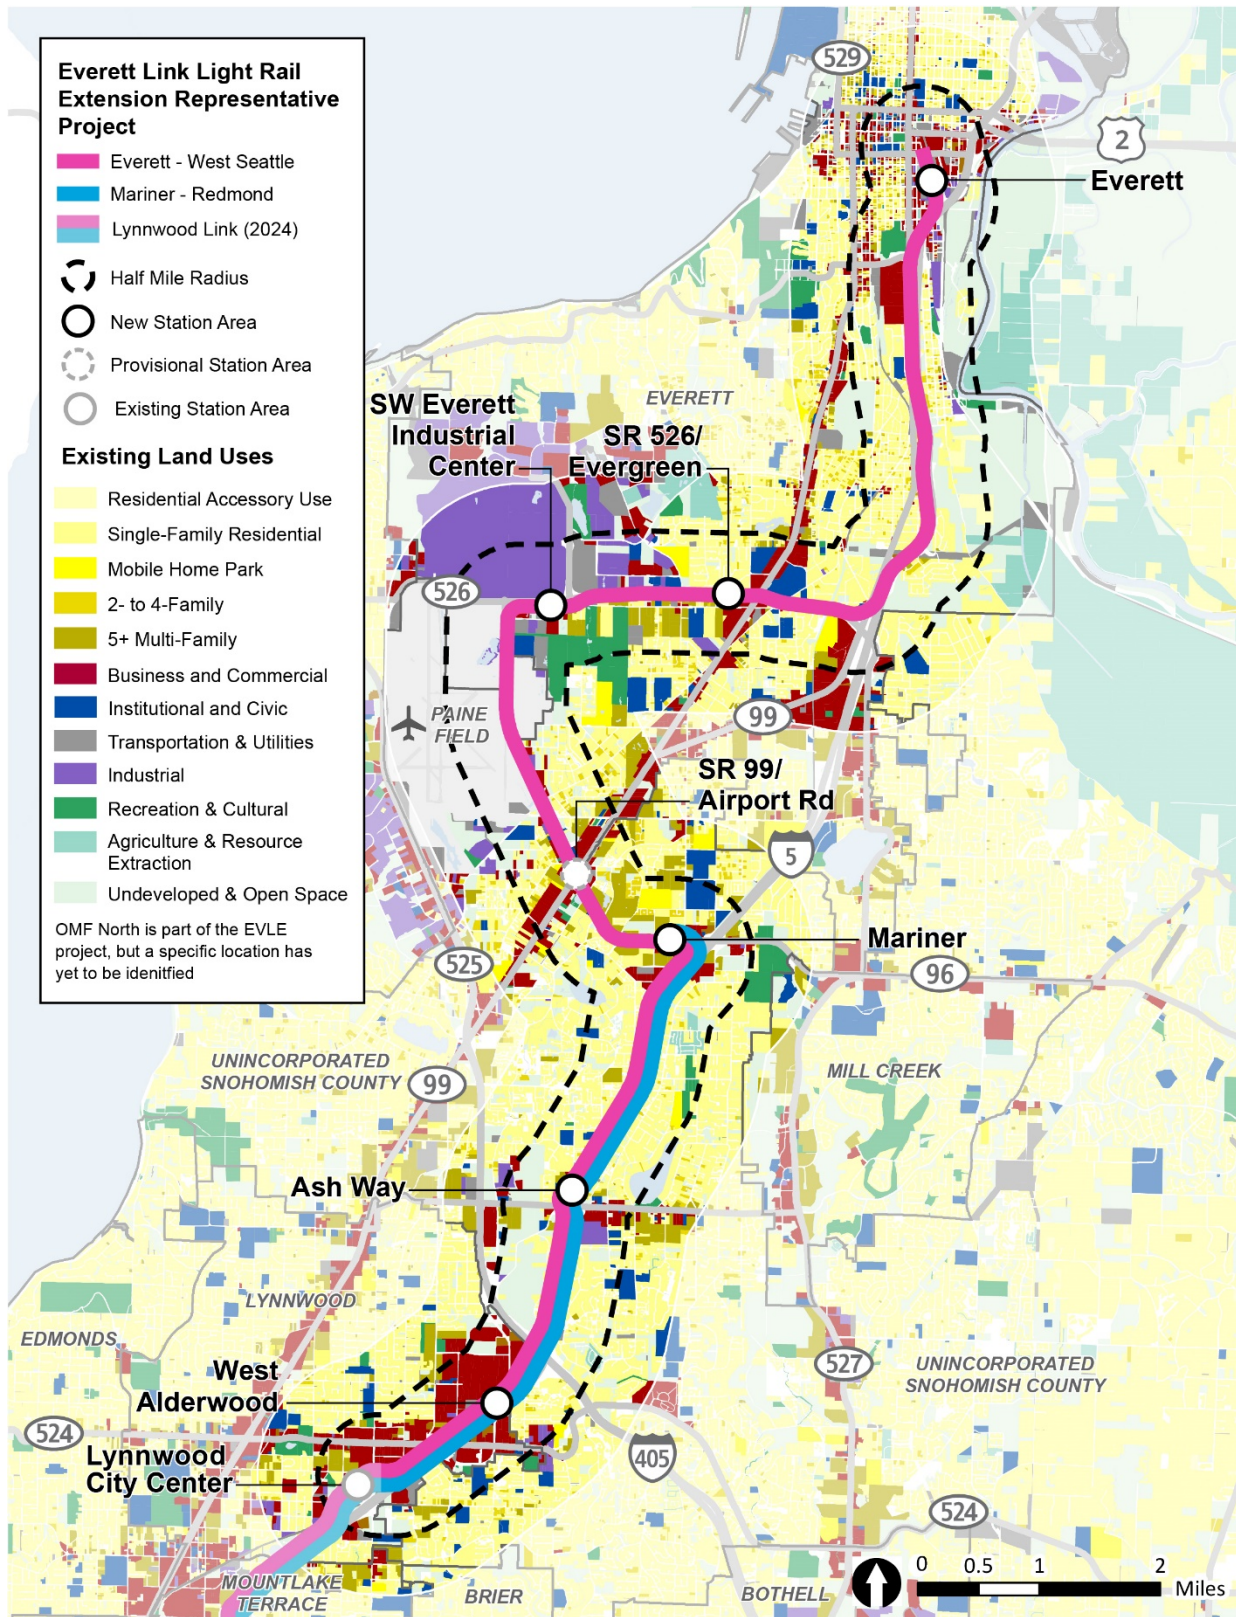 Everett Link Light Rail
Extension Representative
Project
Everett - West Seattle
Mariner - Redmond
Lynnwood Link (2024)
Half Mile Radius
New Station Area
Provisional Station Area
Existing Station Area
Existing Land Uses
Residential Accessory Use
Single-Family Residential
Mobile Home Park
2- to 4-Family
5+ Multi-Family
Business and Commercial
Institutional and Civic
Transportation & Utilities
Industrial
Recreation & Cultural
Agriculture & Resource
Extraction
Undeveloped & Open Space
OMF North is part of the EVLE
project, but a specific location has
yet to be idenitfied
529
2
Everett
EVERETT
SW Everett
Industrial
Center
SR 526/
Evergreen
526
PAINE
FIELD
99
SR 99/
Airport Rd
5
Mariner
525
96
UNINCORPORATED
SNOHOMISH COUNTY
99
MILL CREEK
Ash Way
LYNNWOOD
EDMONDS
527
UNINCORPORATED
SNOHOMISH COUNTY
West
Alderwood
524
405
Lynnwood
City Center
524
MOUNTLAKE
TERRACE
BRIER
BOTHELL
0 0.5 1 2
Miles